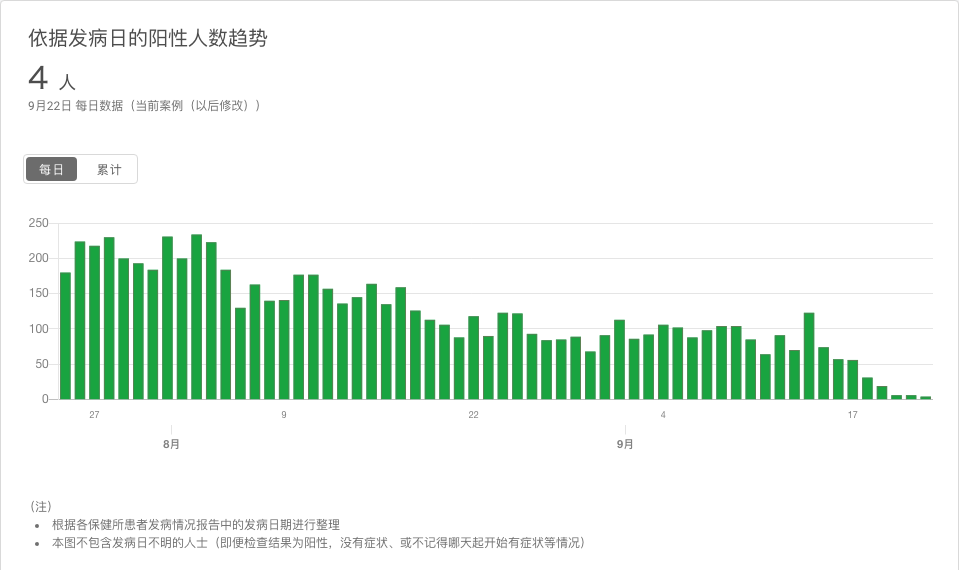 依据发病日的阳性人数趋势
4 人
9月22日 每日数据（当前案例（以后修改））
每日 累计
250
200
150
100
50
0
27 9 22 4 17
8月 9月
（注）
• 根据各保健所患者发病情况报告中的发病日期进行整理
• 本图不包含发病日不明的人士（即便检查结果为阳性，没有症状、或不记得哪天起开始有症状等情况）